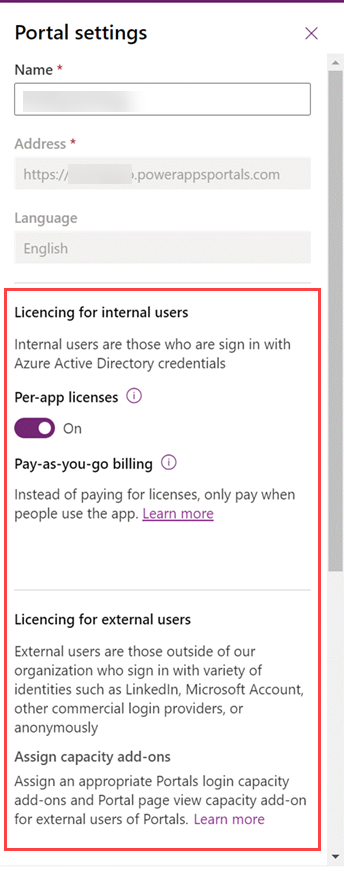 Portal settings
Name *
Address *
https://.powerappsportals.com
Language
English
Licencing for internal users
Internal users are those who are sign in with
Azure Active Directory credentials
Per-app licenses
On
Pay-as-you-go billing
Instead of paying for licenses, only pay when
people use the app. Learn more
Licencing for external users
External users are those outside of our
organization who sign in with variety of
identities such as LinkedIn, Microsoft Account,
other commercial login providers, or
anonymously
Assign capacity add-ons
Assign an appropriate Portals login capacity
add-ons and Portal page view capacity add-on
for external users of Portals. Learn more